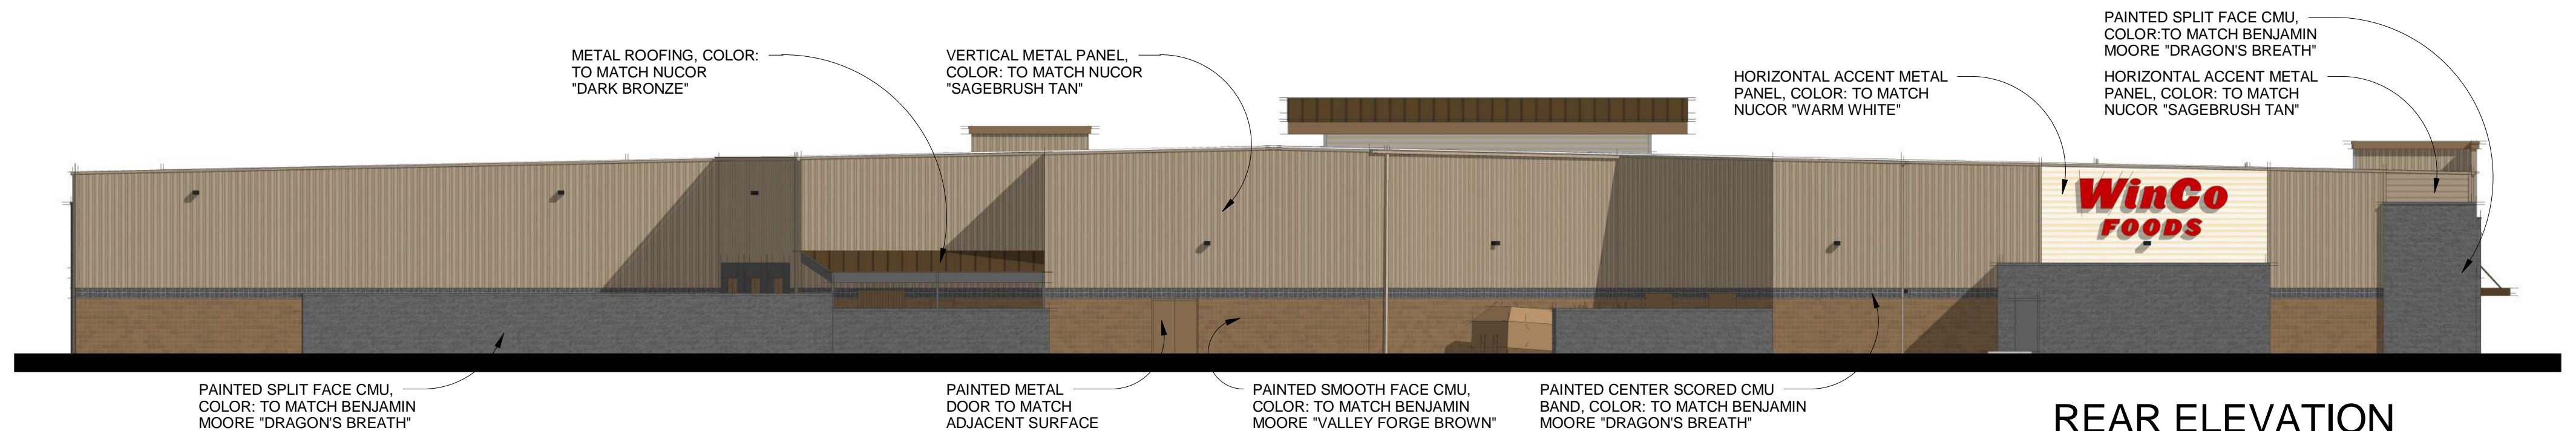 PAINTED SPLIT FACE CMU,
COLOR:TO MATCH BENJAMIN
MOORE "DRAGON'S BREATH"
METAL ROOFING, COLOR:
TO MATCH NUCOR
"DARK BRONZE"
VERTICAL METAL PANEL,
COLOR: TO MATCH NUCOR
"SAGEBRUSH TAN"
HORIZONTAL ACCENT METAL
PANEL, COLOR: TO MATCH
NUCOR "WARM WHITE"
HORIZONTAL ACCENT METAL
PANEL, COLOR: TO MATCH
NUCOR "SAGEBRUSH TAN"
WinCo
FOODS
PAINTED SPLIT FACE CMU,
COLOR: TO MATCH BENJAMIN
MOORE "DRAGON'S BREATH"
PAINTED METAL
DOOR TO MATCH
ADJACENT SURFACE
PAINTED SMOOTH FACE CMU,
COLOR: TO MATCH BENJAMIN
MOORE "VALLEY FORGE BROWN"
PAINTED CENTER SCORED CMU
BAND, COLOR: TO MATCH BENJAMIN
MOORE "DRAGON'S BREATH"
REAR ELEVATION